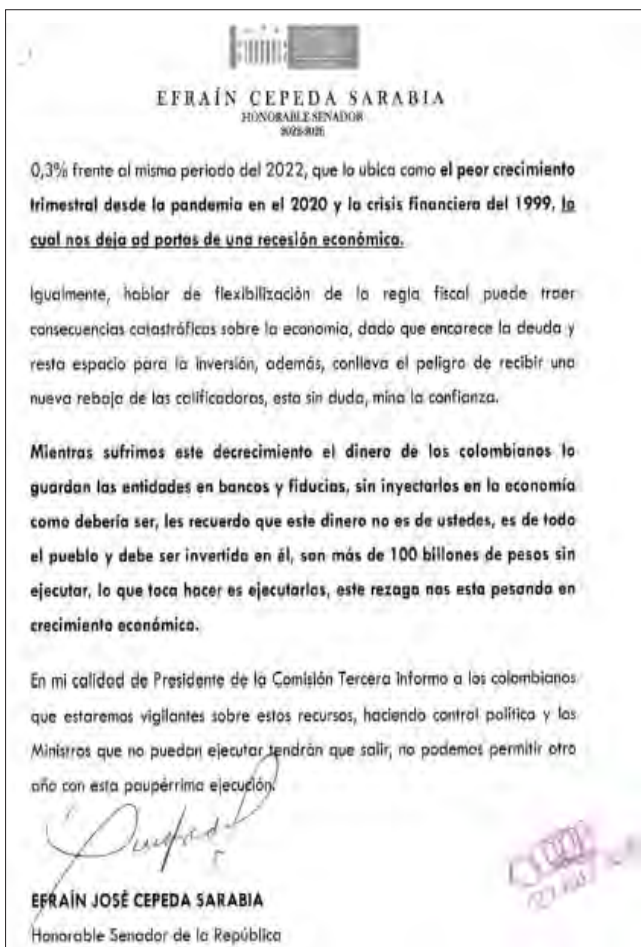 EFRAÍN CEPEDA SARABIA
HONORABLE SENADOR
2022-2026
0,3% frente al mismo periodo del 2022, que lo ubica como el peor crecimiento
trimestral desde la pandemia en el 2020 y la crisis financiera del 1999, lo
cual nos deja ad portas de una recesión económica.
Igualmente, hablar de flexibilización de la regla fiscal puede traer
consecuencias catastróficas sobre la economía, dado que encarece la deuda y
resta espacio para la inversión, además, conlleva el peligro de recibir una
nueva rebaja de las calificadoras, esto sin duda, mina la confianza.
Mientras sufrimos este decrecimiento el dinero de los colombianos lo
guardan las entidades en bancos y fiducias, sin inyectarlos en la economía
como debería ser, les recuerdo que este dinero no es de ustedes, es de todo
el pueblo y debe ser invertido en él, son más de 100 billones de pesos sin
ejecutar, lo que toca hacer es ejecutarlos, este rezago nos esta pesando en
crecimiento económico.
En mi calidad de Presidente de la Comisión Tercera informo a los colombianos
que estaremos vigilantes sobre estos recursos, haciendo control político y los
Ministros que no puedan ejecutar tendrán que salir, no podemos permitir otro
año con esta paupérrima ejecución.
EFRAÍN JOSÉ CEPEDA SARABIA
Honorable Senador de la República